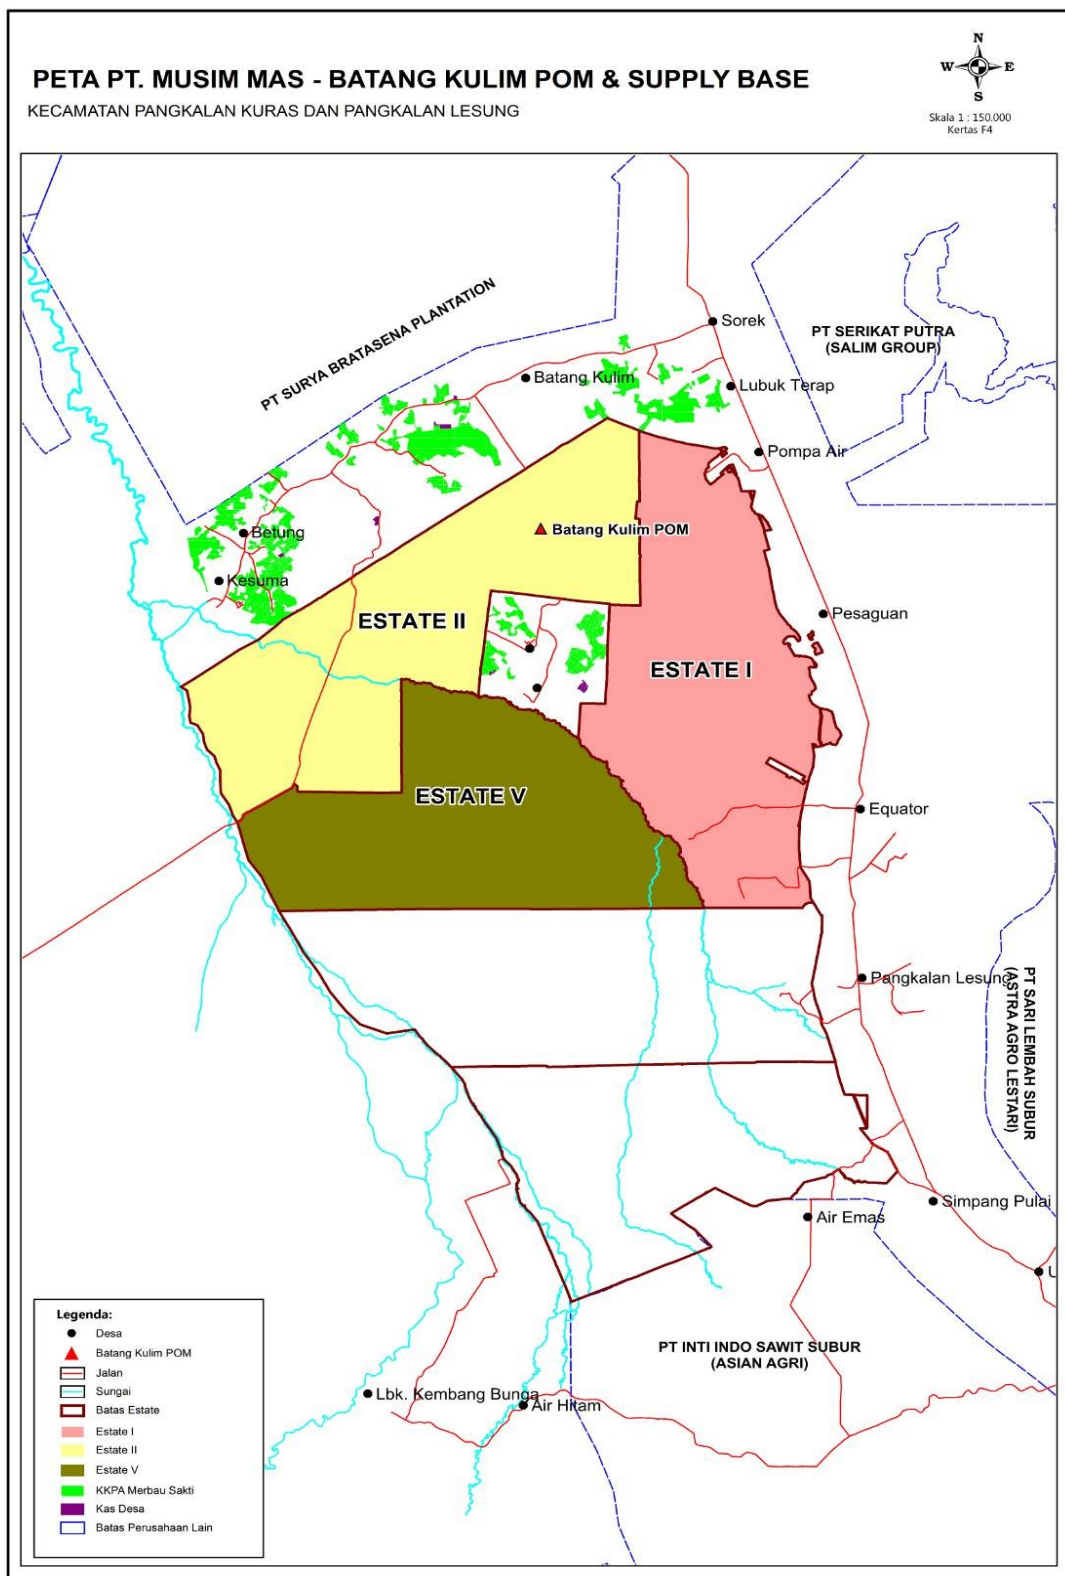 PETA PT. MUSIM MAS - BATANG KULIM POM & SUPPLY BASE
KECAMATAN PANGKALAN KURAS DAN PANGKALAN LESUNG
N
W
E
S
Skala 1 : 150.000
Kertas F4
PT SURYA BRATASENA PLANTATION
Sorek
PT SERIKAT PUTRA
(SALIM GROUP)
Batang Kulim
Lubuk Terap
Pompa Air
Batang Kulim POM
Betung
Kesuma
ESTATE II
Pesaguan
ESTATE I
ESTATE V
Equator
Pangkalan Lesung
PT SARI LEMBAH SUBUR
(ASTRA AGRO LESTARI)
Simpang Pulai
Air Emas
U
PT INTI INDO SAWIT SUBUR
(ASIAN AGRI)
Lbk. Kembang Bunga
Air Hitam
Legenda:
Desa
Batang Kulim POM
Jalan
Sungai
Batas Estate
Estate I
Estate II
Estate V
KKPA Merbau Sakti
Kas Desa
Batas Perusahaan Lain